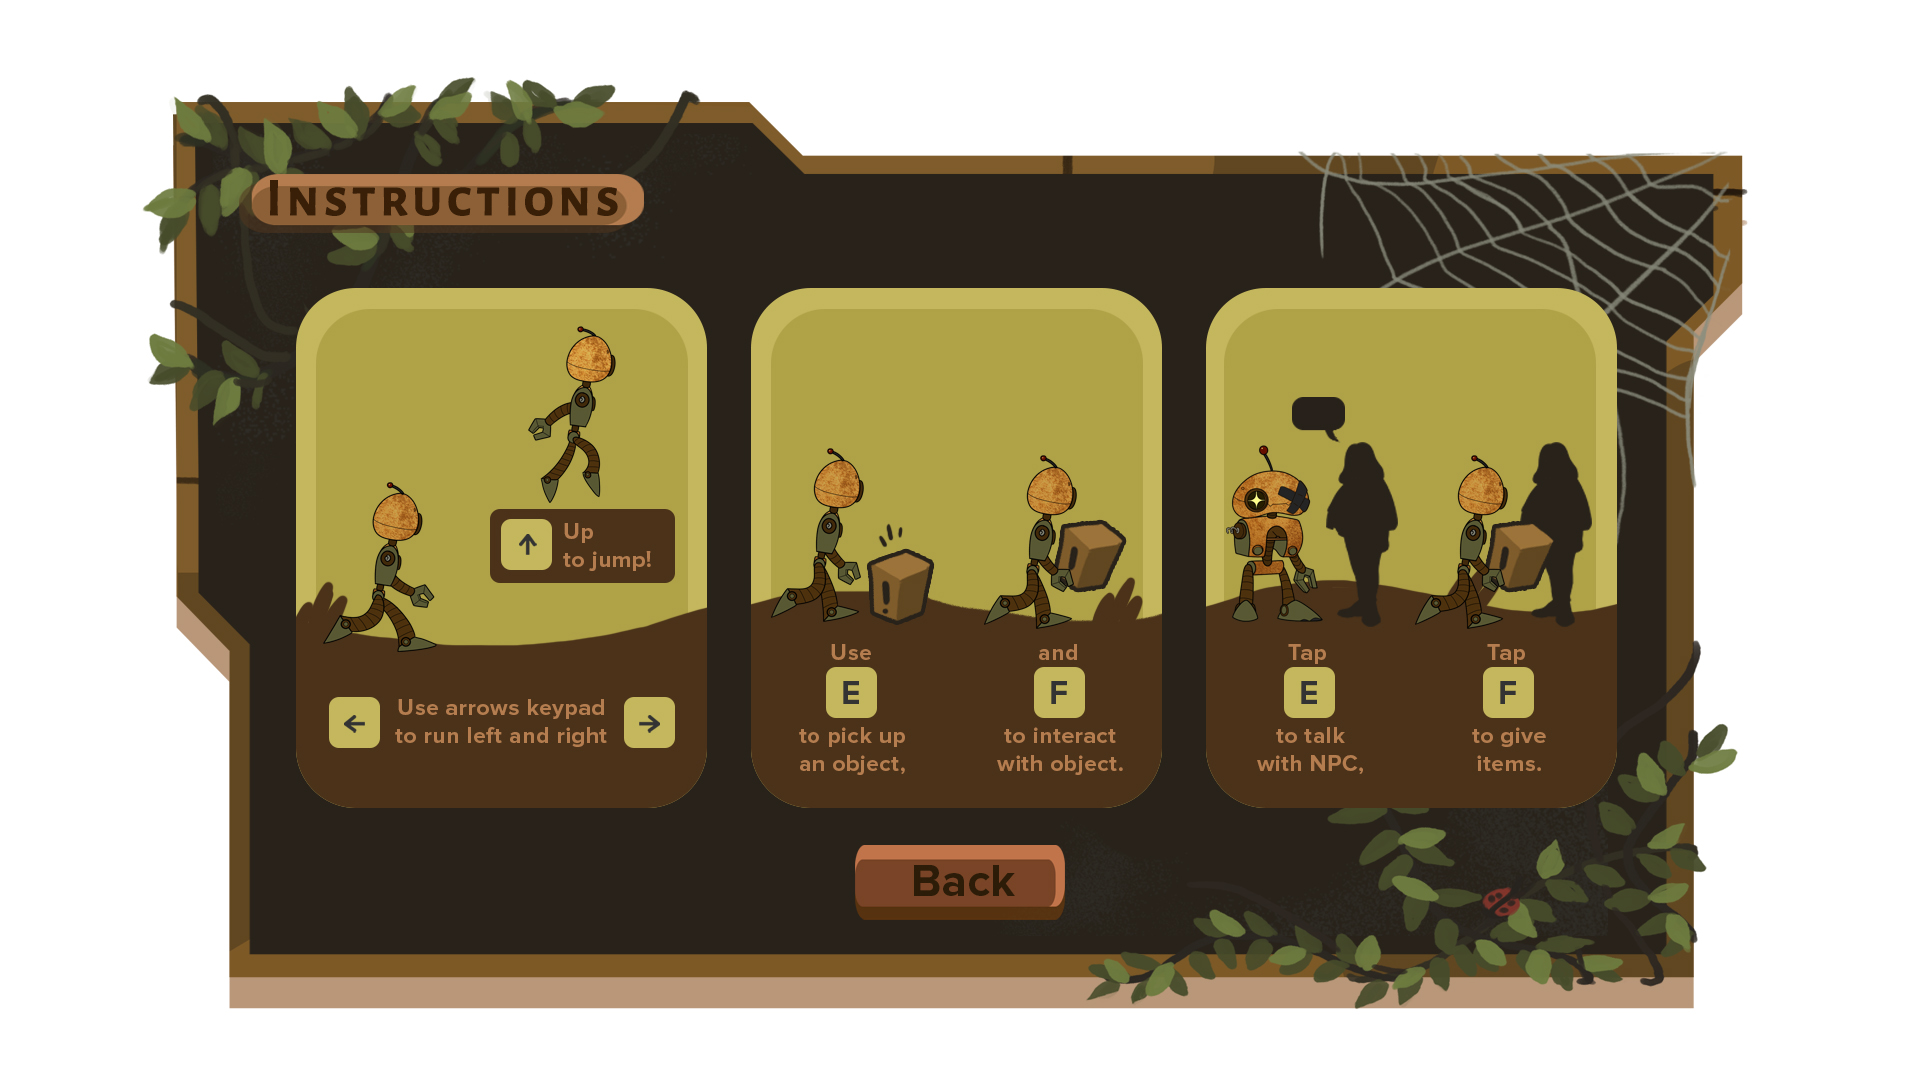 Instructions
Up
to jump!
Use arrows keypad
to run left and right
Use
E
to pick up
an object,
and
F
to interact
with object.
Tap
E
to talk
with NPC,
Tap
F
to give
items.
Back